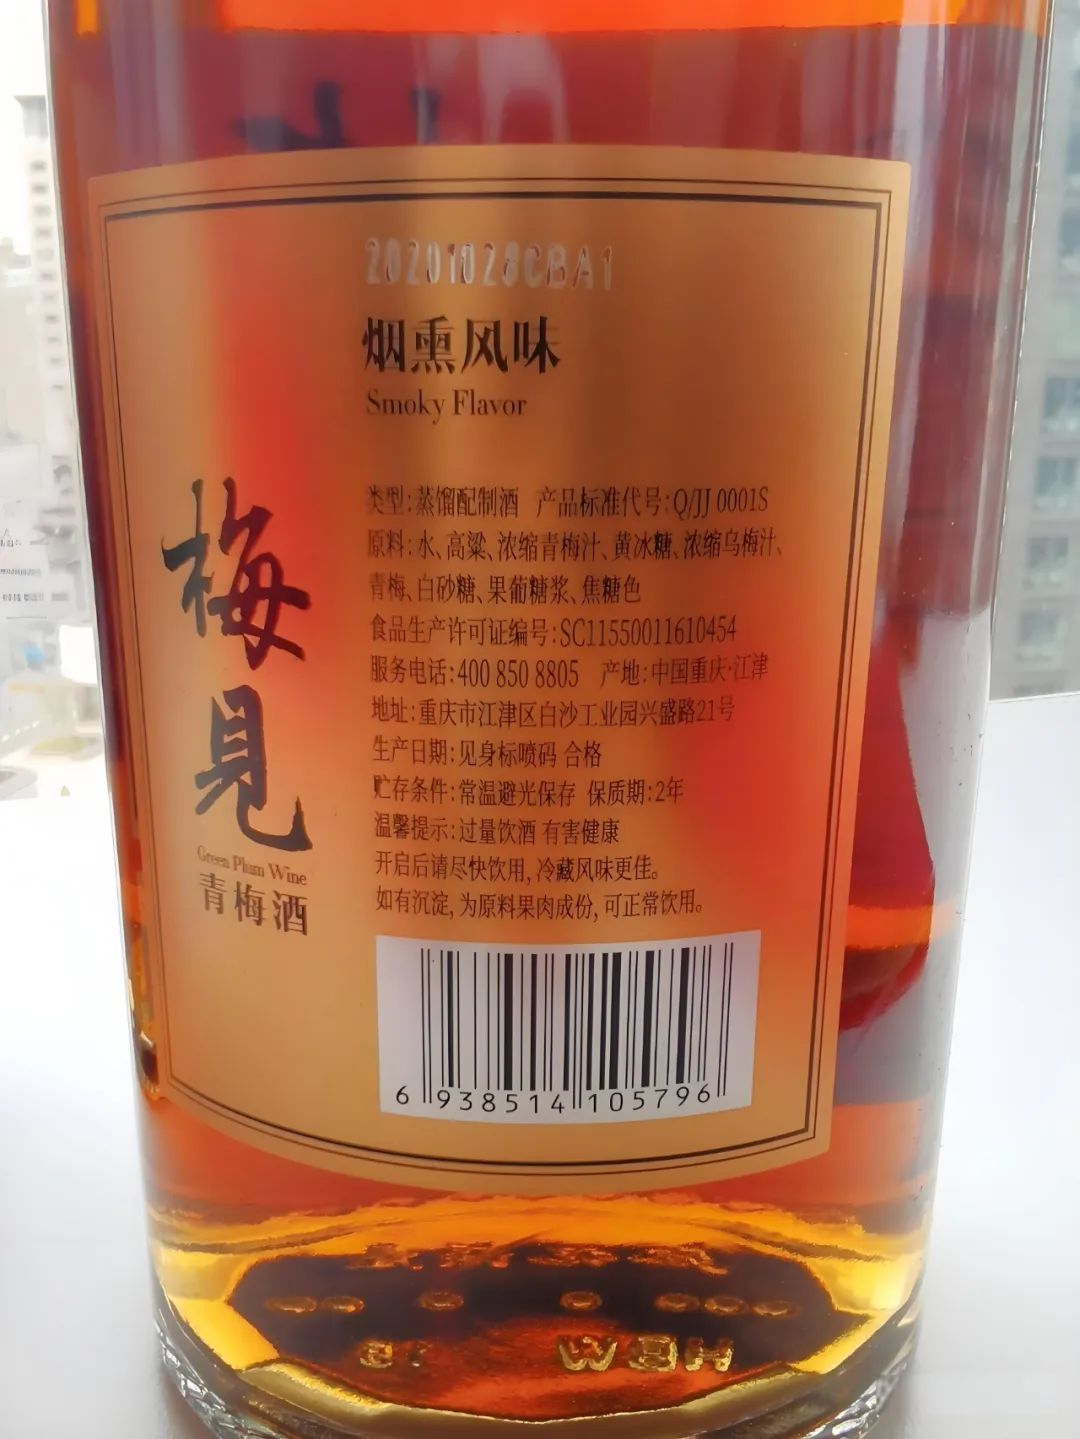 20201028CBA1
烟熏风味
Smoky Flavor
类型:蒸馏配制酒 产品标准代号:Q/JJ 0001S
原料:水、高粱、浓缩青梅汁、黄冰糖、浓缩乌梅汁、
青梅、白砂糖、果葡糖浆、焦糖色
食品生产许可证编号:SC11550011610454
服务电话:400 850 8805 产地:中国重庆·江津
地址:重庆市江津区白沙工业园兴盛路21号
生产日期:见身标喷码 合格
贮存条件:常温避光保存 保质期:2年
温馨提示:过量饮酒 有害健康
开启后请尽快饮用,冷藏风味更佳。
如有沉淀,为原料果肉成份,可正常饮用。
梅見
Green Plum Wine
青梅酒
6 938514 105796